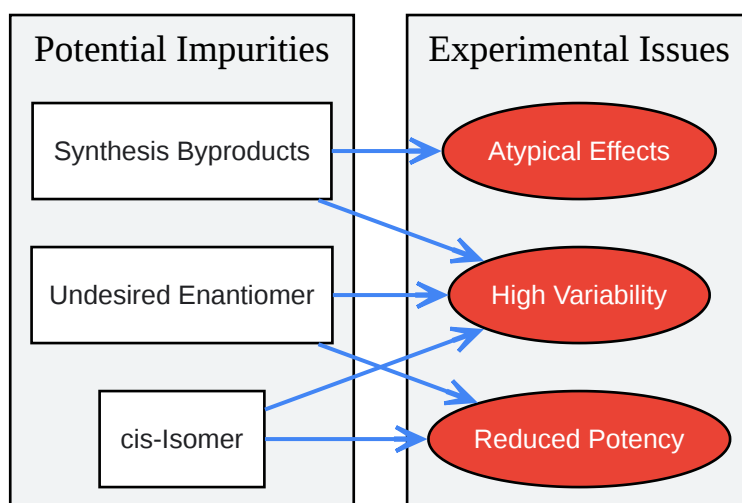 Potential Impurities
Experimental Issues
Synthesis Byproducts
Atypical Effects
Undesired Enantiomer
High Variability
cis-Isomer
Reduced Potency